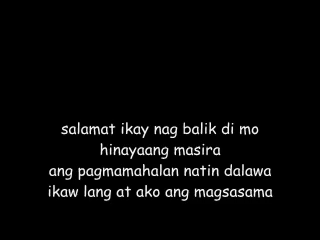 salamat ikay nag balik di mo
hinayaang masira
ang pagmamahalan natin dalawa
ikaw lang at ako ang magsasama